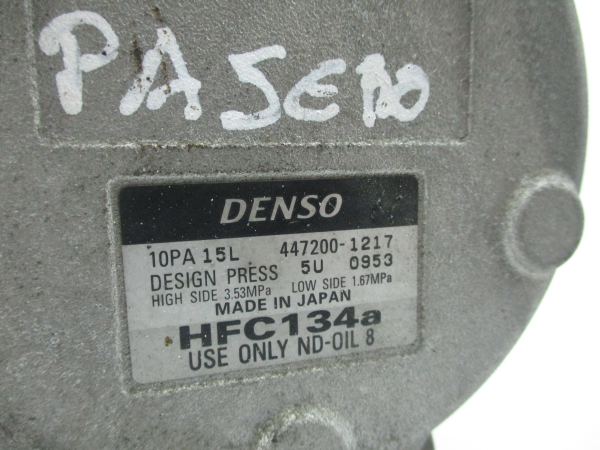 PAJERO
DENSO
10PA 15L 447200-1217
DESIGN PRESS 5U 0953
HIGH SIDE 3.53MPa LOW SIDE 1.67MPa
MADE IN JAPAN
HFC134a
USE ONLY ND-OIL 8